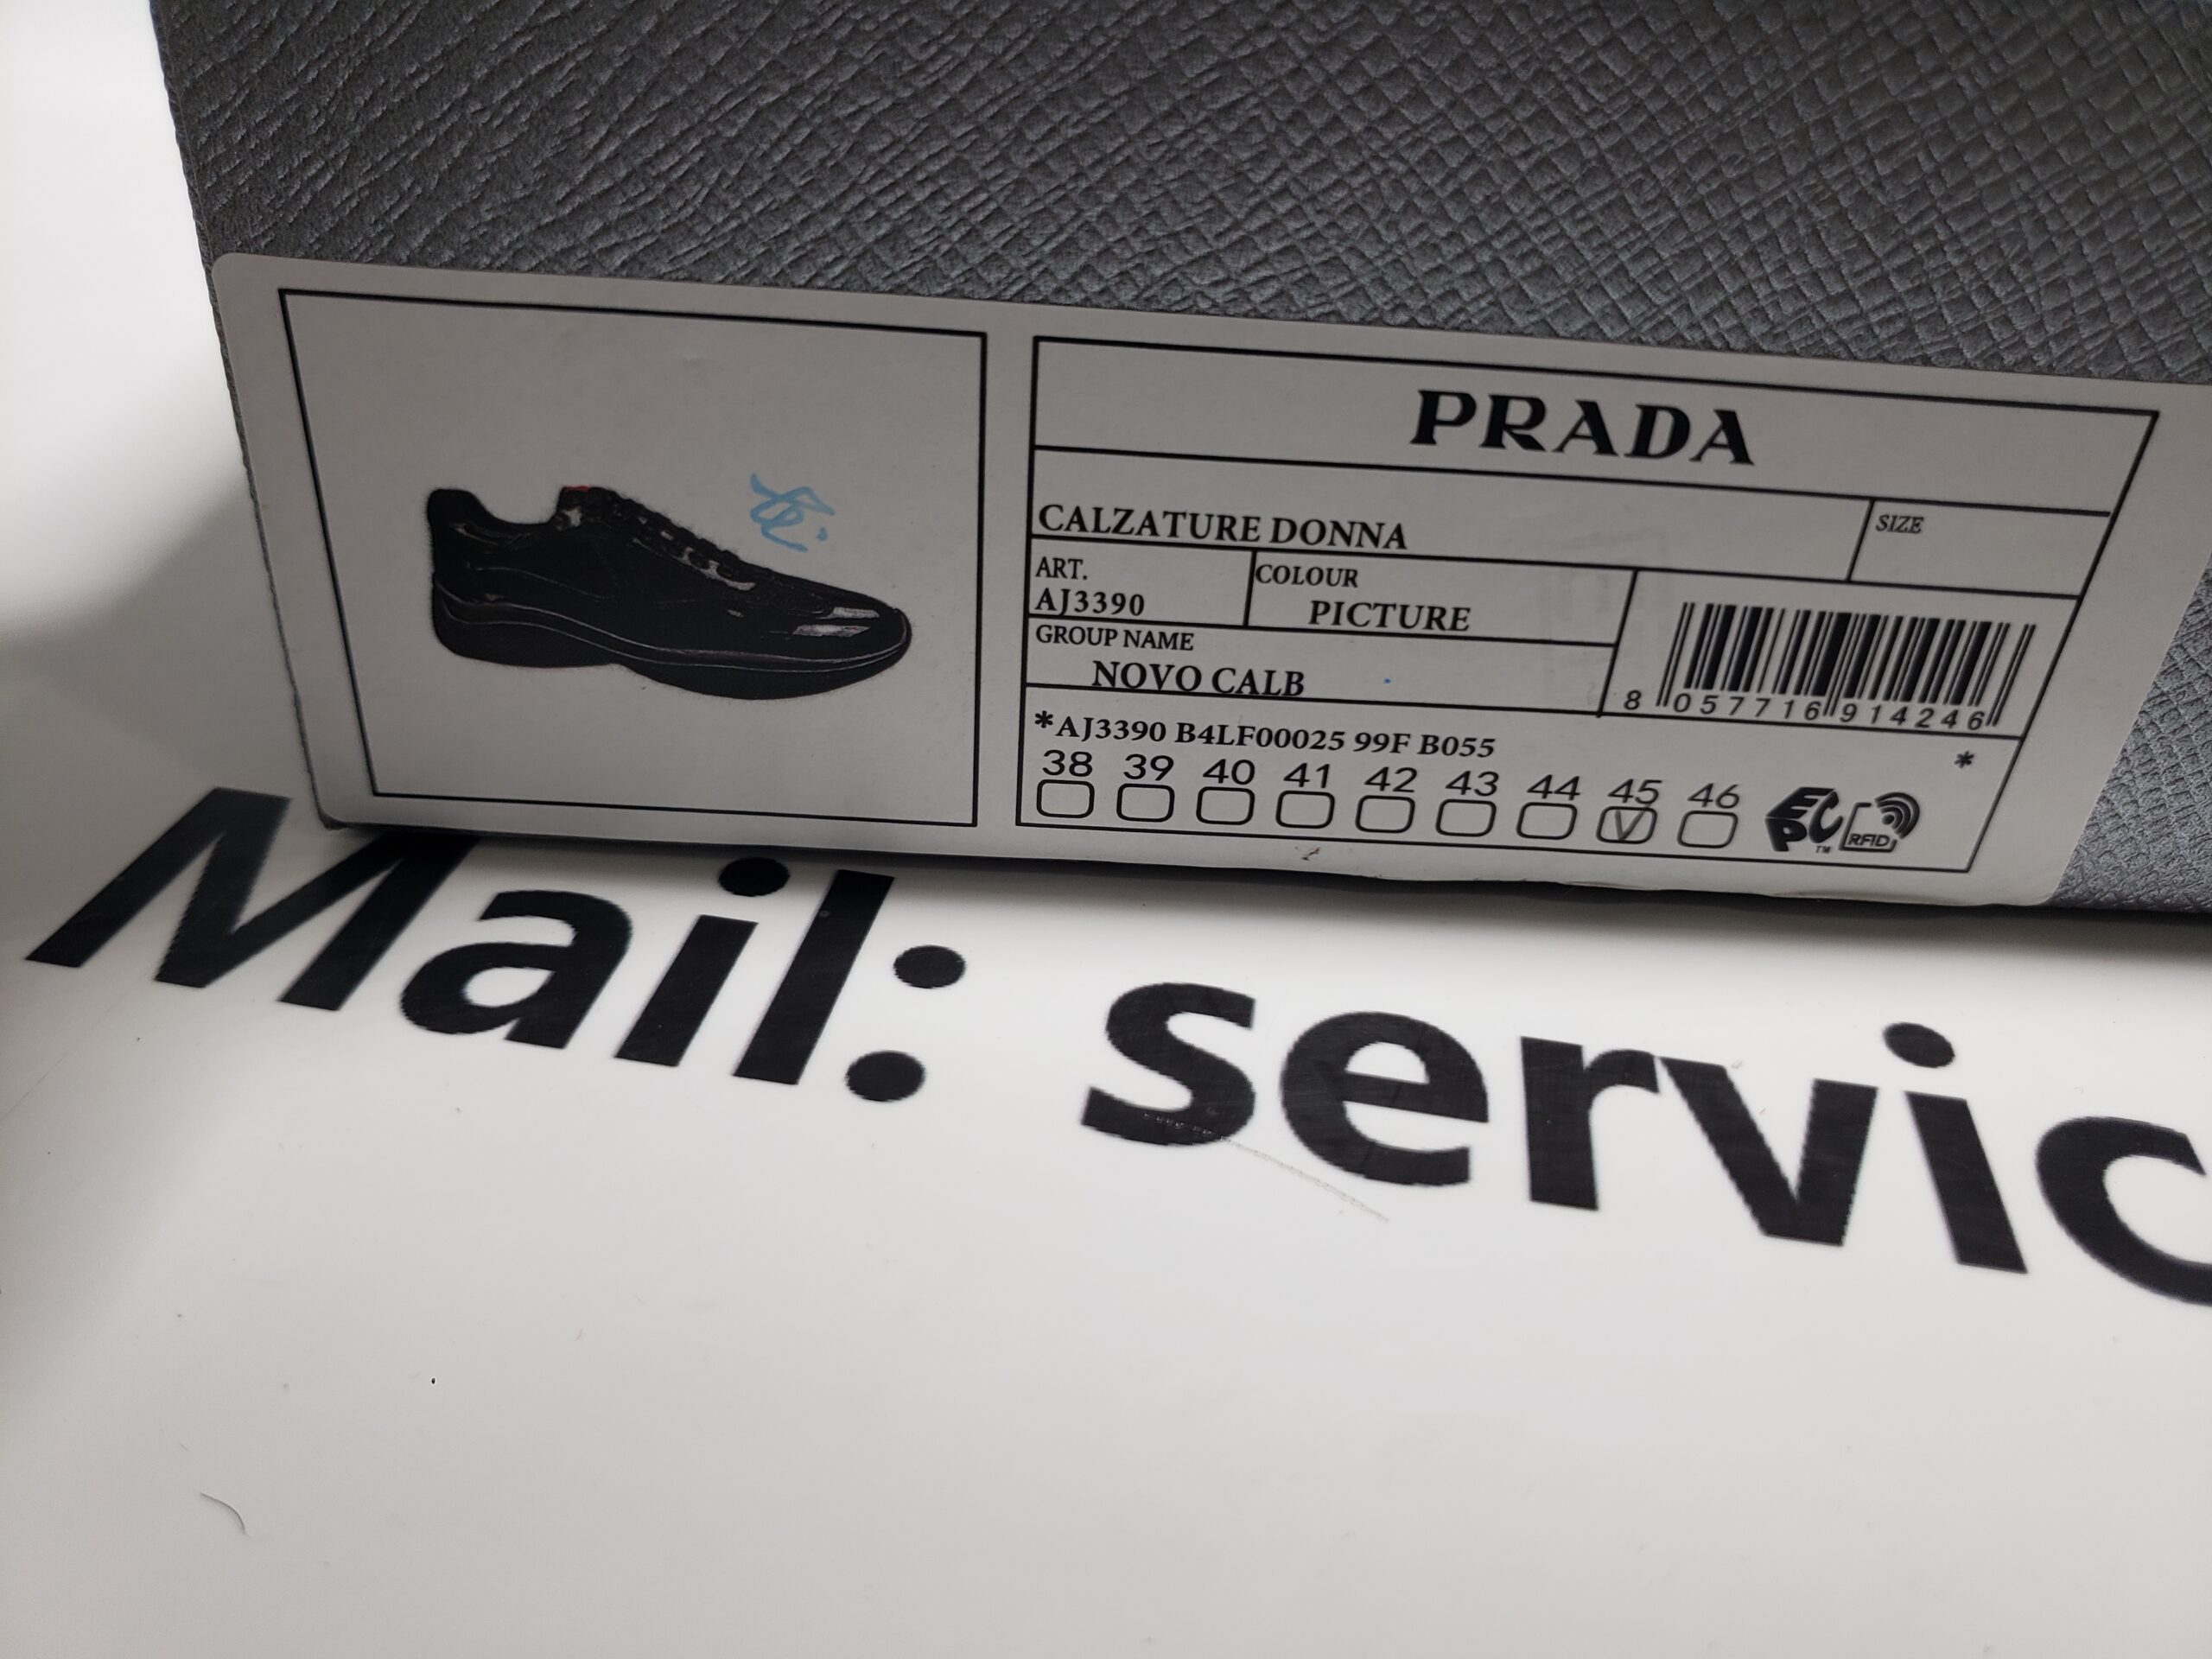 PRADA
CALZATURE DONNA
SIZE
ART.
AJ3390
COLOUR
PICTURE
GROUP NAME
NOVO CALB
8 057716 914246
*AJ3390 B4LF00025 99F B055 *
38 39 40 41 42 43 44 45 46
V
EPC™ RFID
Mail: servic